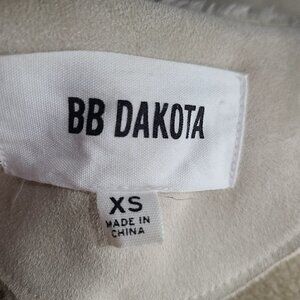 BB DAKOTA
XS
MADE IN
CHINA